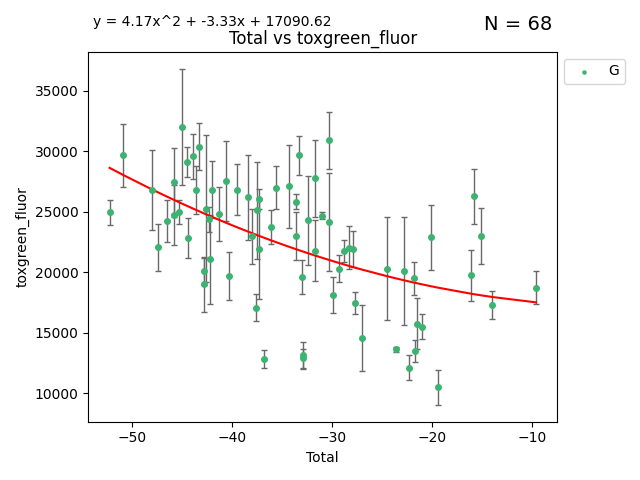 y = 4.17x^2 + -3.33x + 17090.62
N = 68
Total vs toxgreen_fluor
G
toxgreen_fluor
35000
30000
25000
20000
15000
10000
−50 −40 −30 −20 −10
Total